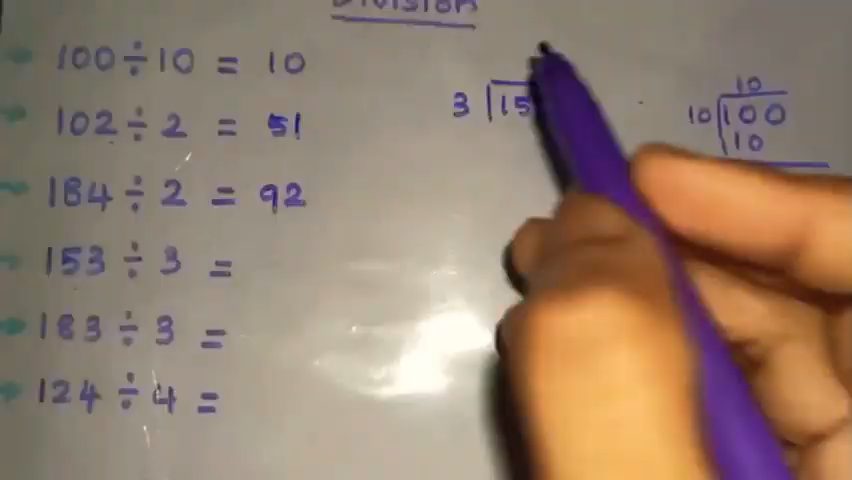 Division
100 ÷ 10 = 10
102 ÷ 2 = 51
184 ÷ 2 = 92
153 ÷ 3 =
183 ÷ 3 =
124 ÷ 4 =
3 15
10
10 100
10